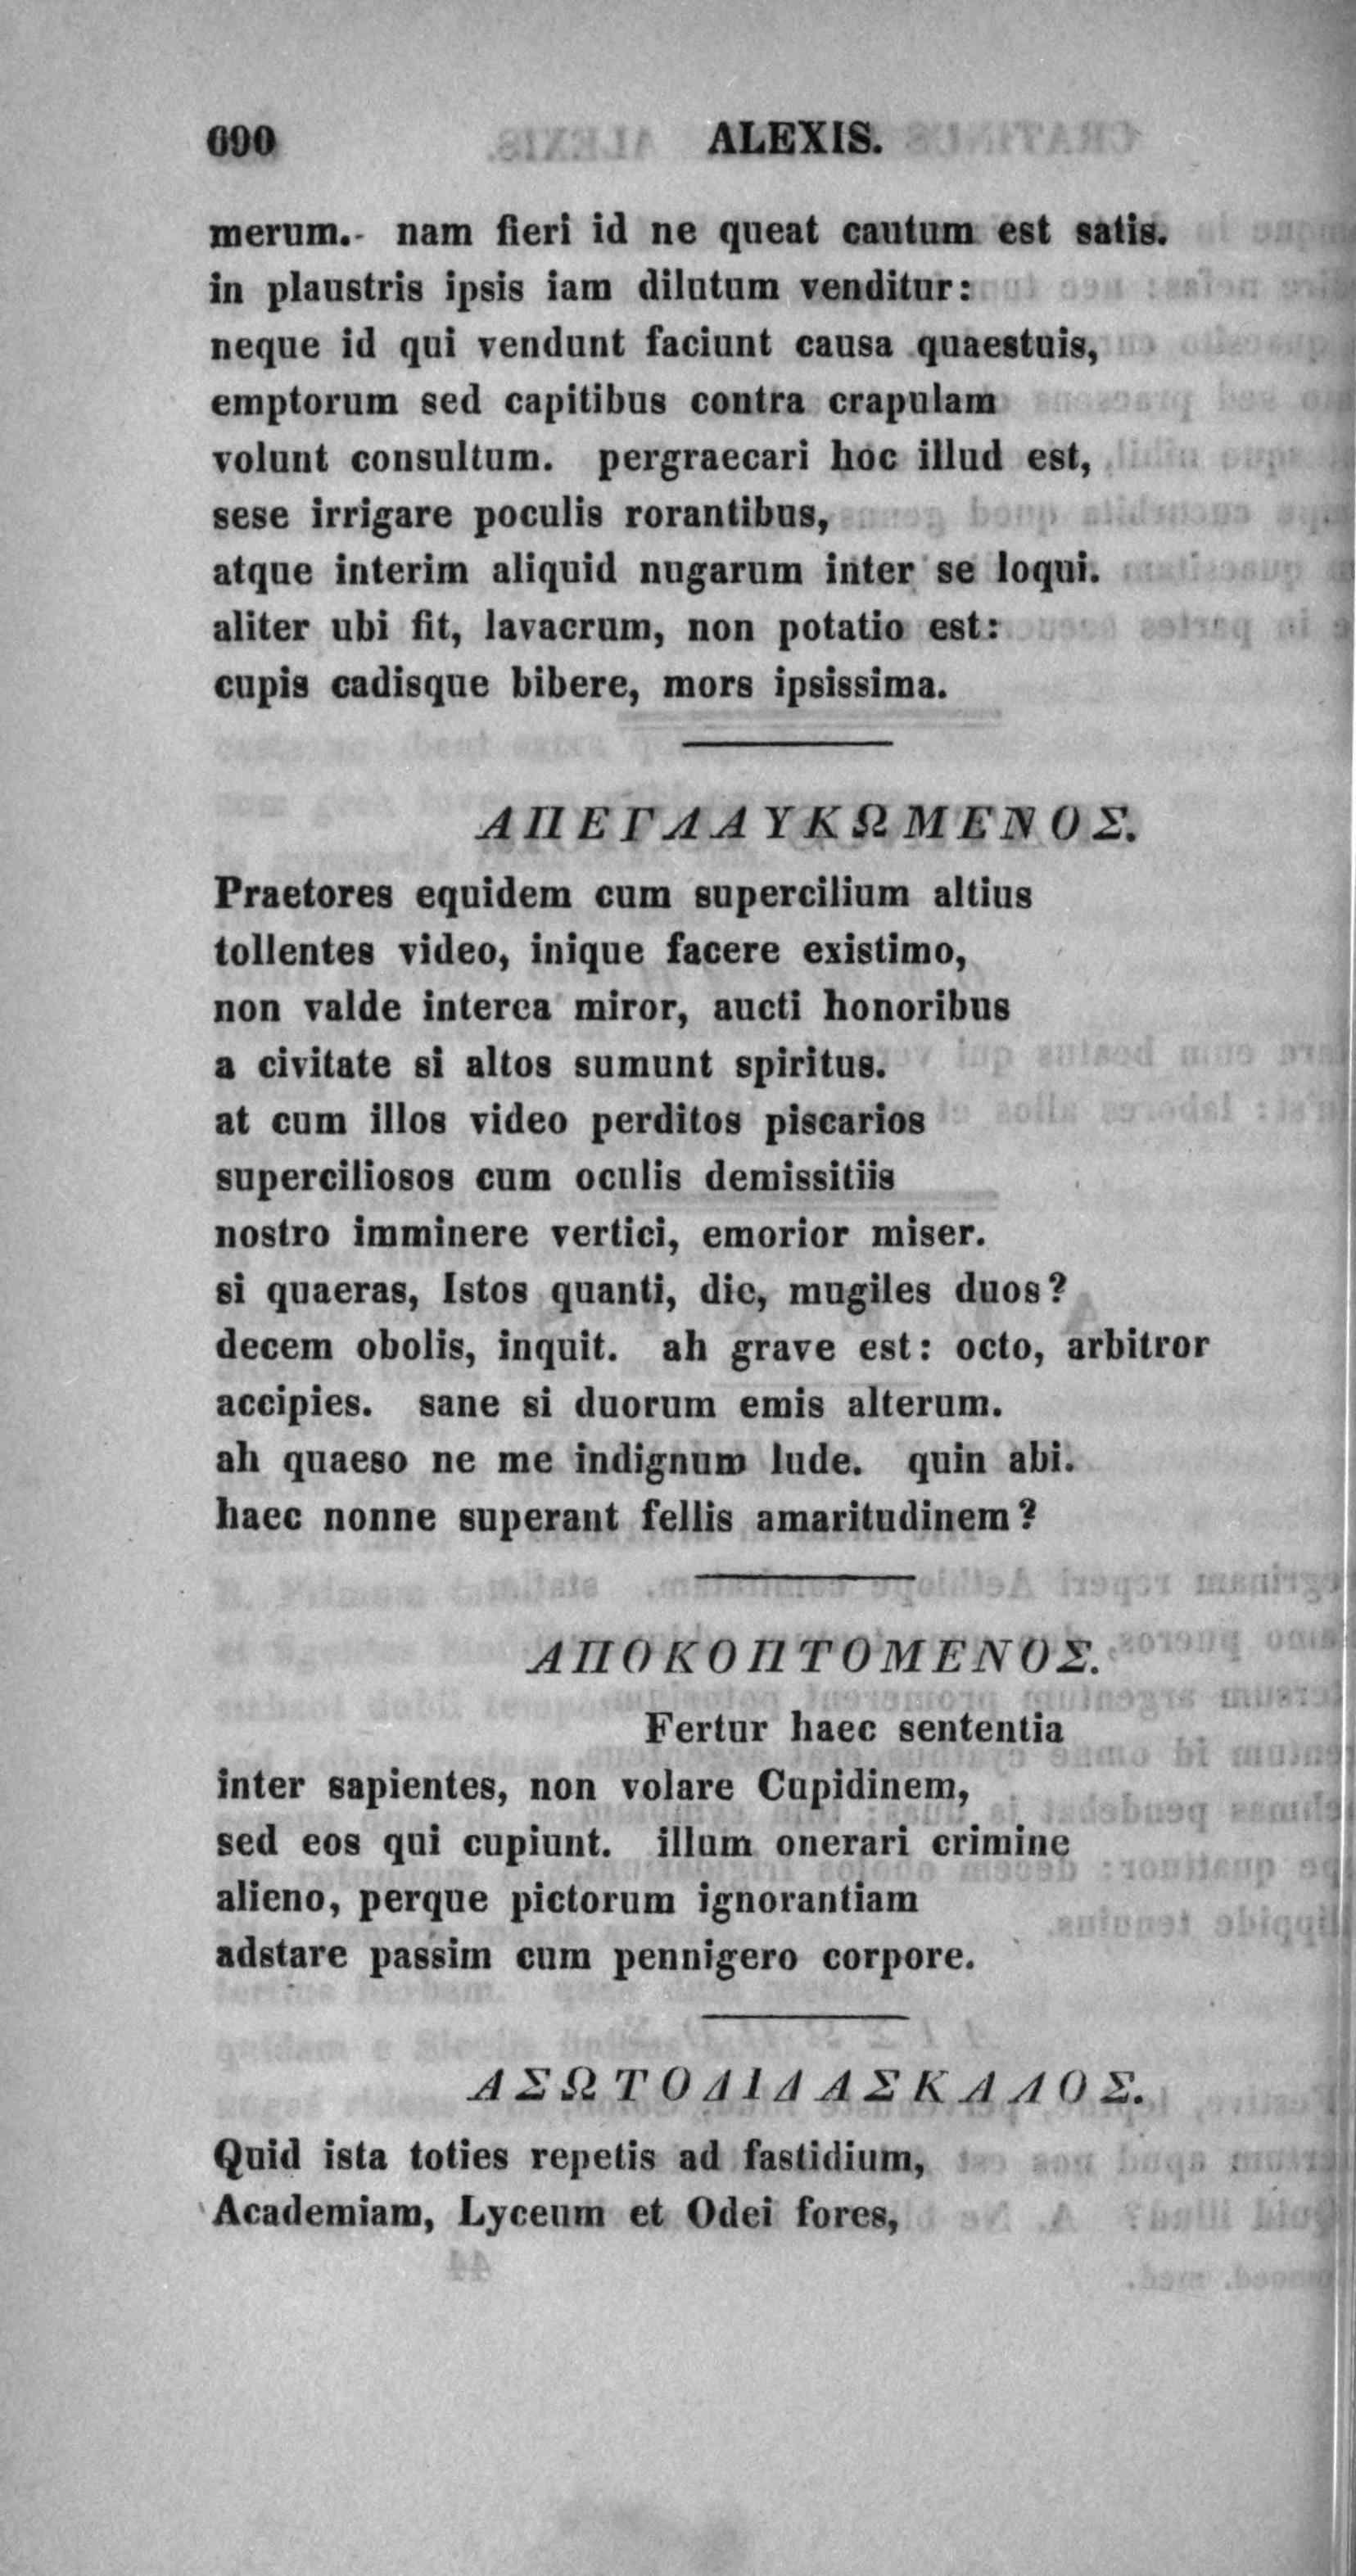 690 ALEXIS.
merum. nam fieri id ne queat cautum est satis.
in plaustris ipsis iam dilutum venditur:
neque id qui vendunt faciunt causa quaestuis,
emptorum sed capitibus contra crapulam
volunt consultum. pergraecari hoc illud est,
sese irrigare poculis rorantibus,
atque interim aliquid nugarum inter se loqui.
aliter ubi fit, lavacrum, non potatio est:
cupis cadisque bibere, mors ipsissima.
ΑΠΕΓΛΑΥΚΩΜΕΝΟΣ.
Praetores equidem cum supercilium altius
tollentes video, inique facere existimo,
non valde interea miror, aucti honoribus
a civitate si altos sumunt spiritus.
at cum illos video perditos piscarios
superciliosos cum oculis demissitiis
nostro imminere vertici, emorior miser.
si quaeras, Istos quanti, dic, mugiles duos?
decem obolis, inquit. ah grave est: octo, arbitror
accipies. sane si duorum emis alterum.
ah quaeso ne me indignum lude. quin abi.
haec nonne superant fellis amaritudinem?
ΑΠΟΚΟΠΤΟΜΕΝΟΣ.
Fertur haec sententia
inter sapientes, non volare Cupidinem,
sed eos qui cupiunt. illum onerari crimine
alieno, perque pictorum ignorantiam
adstare passim cum pennigero corpore.
ΑΣΩΤΟΔΙΔΑΣΚΑΛΟΣ.
Quid ista toties repetis ad fastidium,
Academiam, Lyceum et Odei fores,